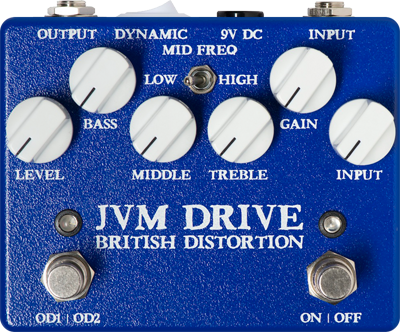 OUTPUT DYNAMIC 9V DC INPUT
MID FREQ
LOW HIGH
BASS GAIN
LEVEL MIDDLE TREBLE INPUT
JVM DRIVE
BRITISH DISTORTION
OD1 | OD2 ON | OFF